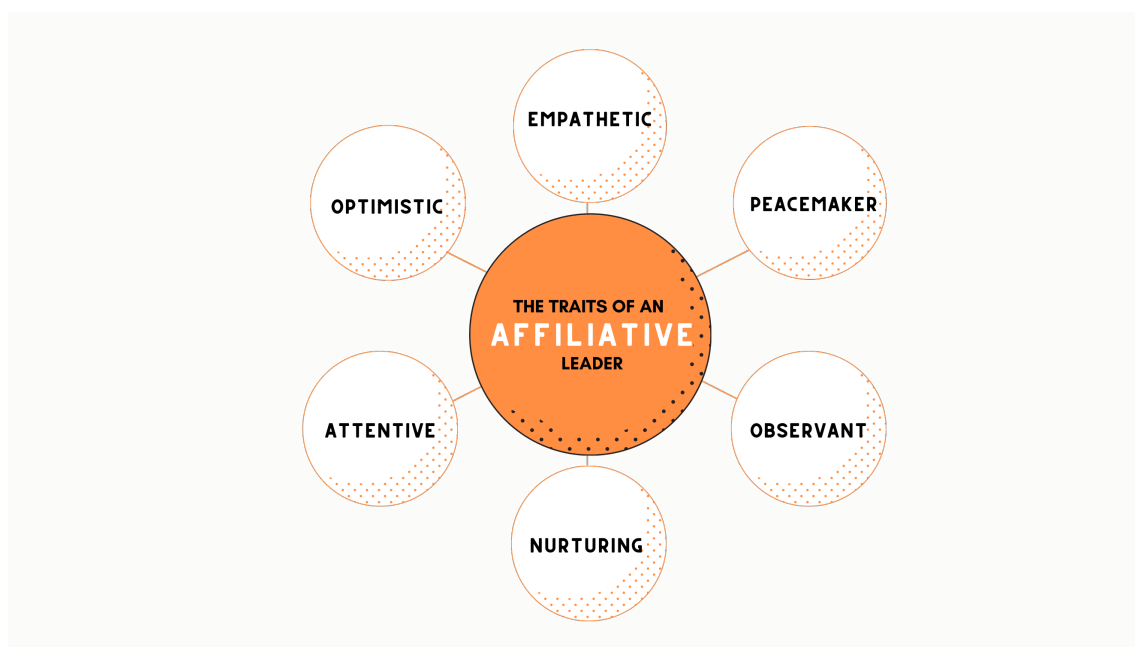 EMPATHETIC
OPTIMISTIC
PEACEMAKER
THE TRAITS OF AN
AFFILIATIVE
LEADER
ATTENTIVE
OBSERVANT
NURTURING